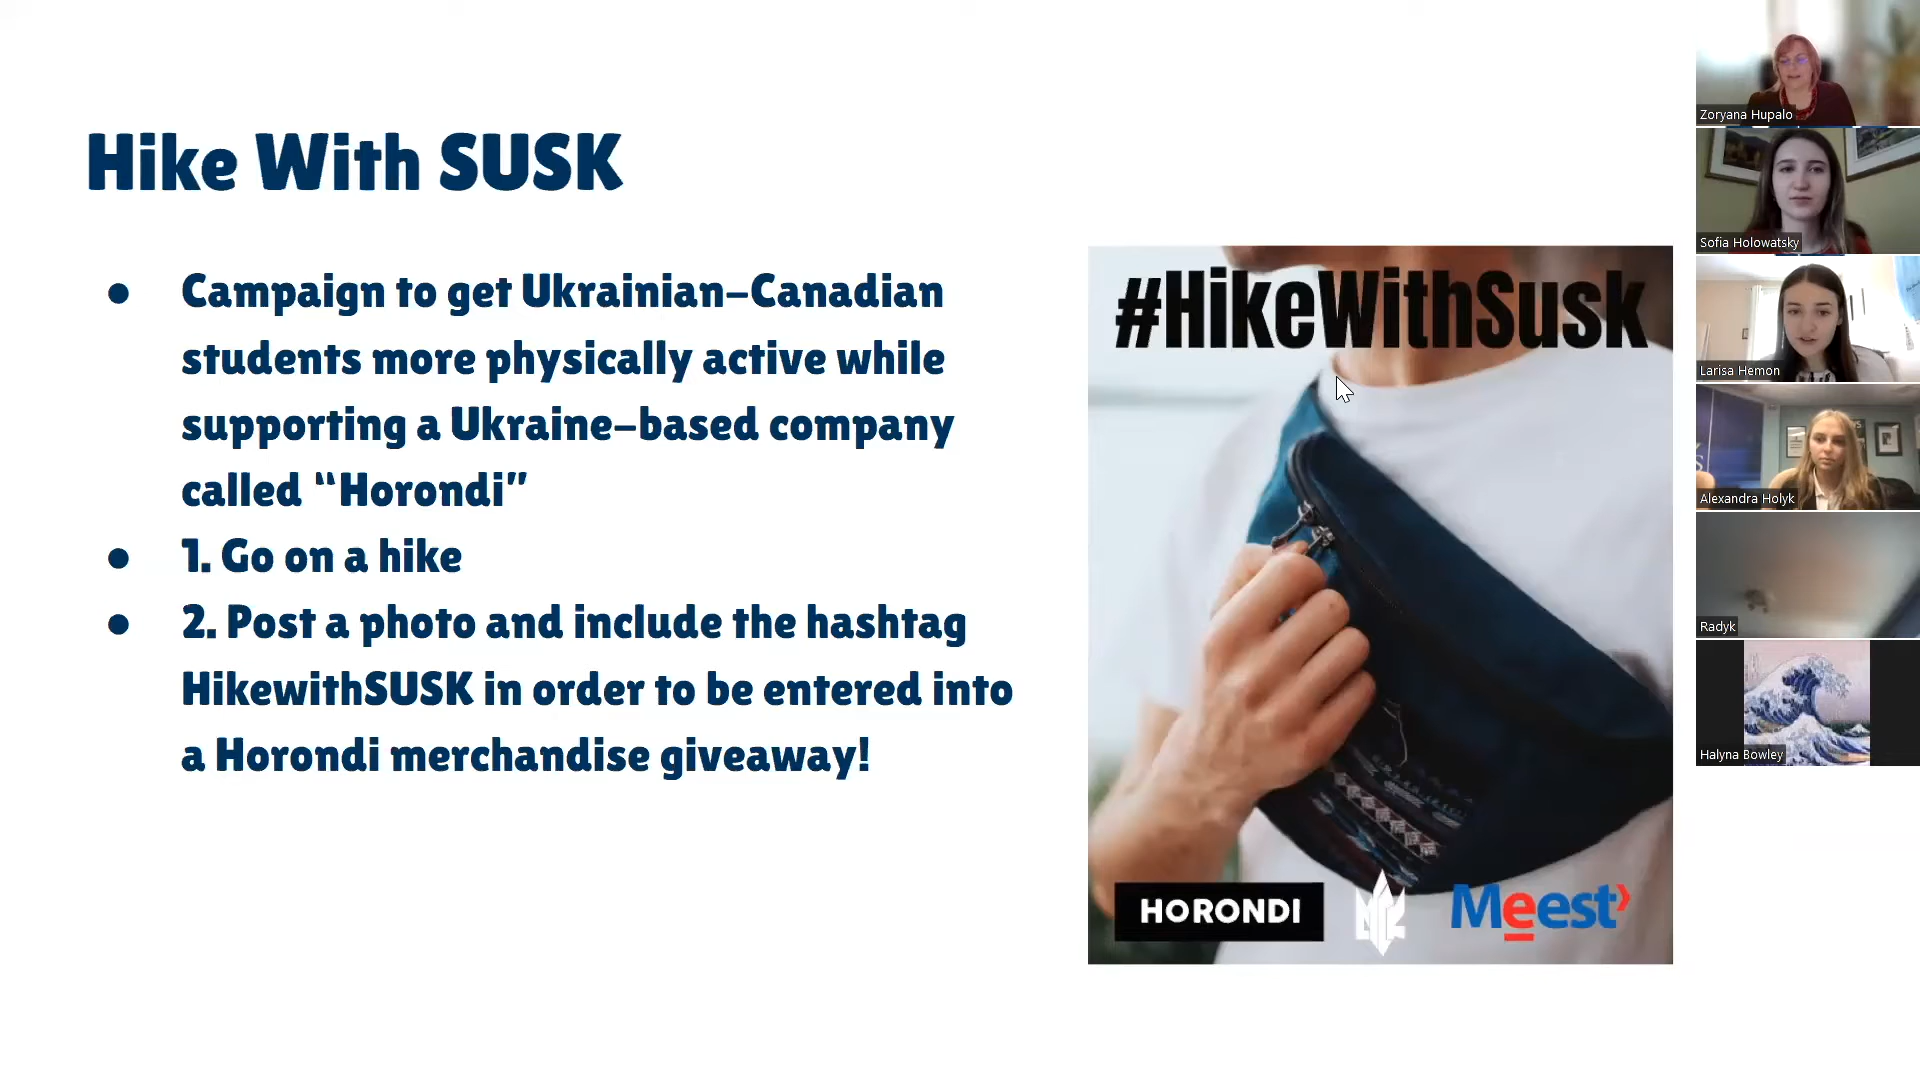 Hike With SUSK
● Campaign to get Ukrainian-Canadian
students more physically active while
supporting a Ukraine-based company
called “Horondi”
● 1. Go on a hike
● 2. Post a photo and include the hashtag
HikewithSUSK in order to be entered into
a Horondi merchandise giveaway!
#HikeWithSusk
HORONDI
Meest
Zoryana Hupalo
Sofia Holowatsky
Larisa Hemon
Alexandra Holyk
Radyk
Halyna Bowley